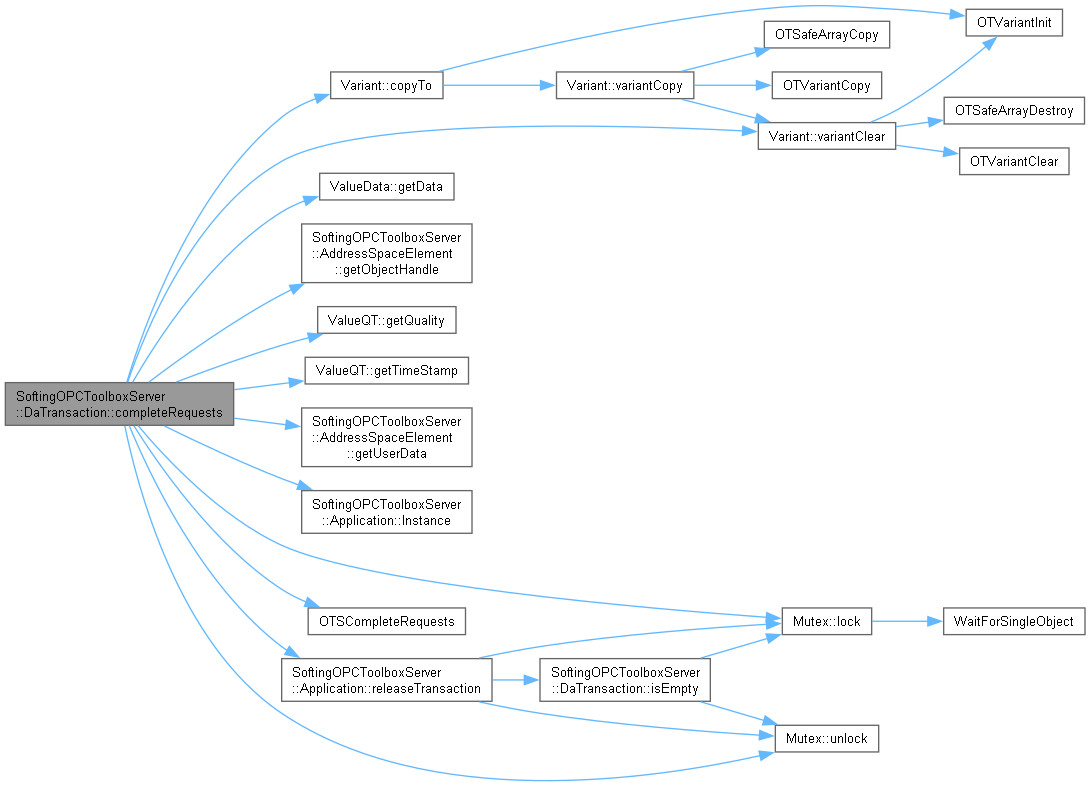 OTVariantInit
OTSafeArrayCopy
Variant::copyTo
Variant::variantCopy
OTVariantCopy
OTSafeArrayDestroy
Variant::variantClear
OTVariantClear
ValueData::getData
SoftingOPCToolboxServer
::AddressSpaceElement
::getObjectHandle
ValueQT::getQuality
ValueQT::getTimeStamp
SoftingOPCToolboxServer
::DaTransaction::completeRequests
SoftingOPCToolboxServer
::AddressSpaceElement
::getUserData
SoftingOPCToolboxServer
::Application::Instance
OTSCompleteRequests
Mutex::lock
WaitForSingleObject
SoftingOPCToolboxServer
::Application::releaseTransaction
SoftingOPCToolboxServer
::DaTransaction::isEmpty
Mutex::unlock